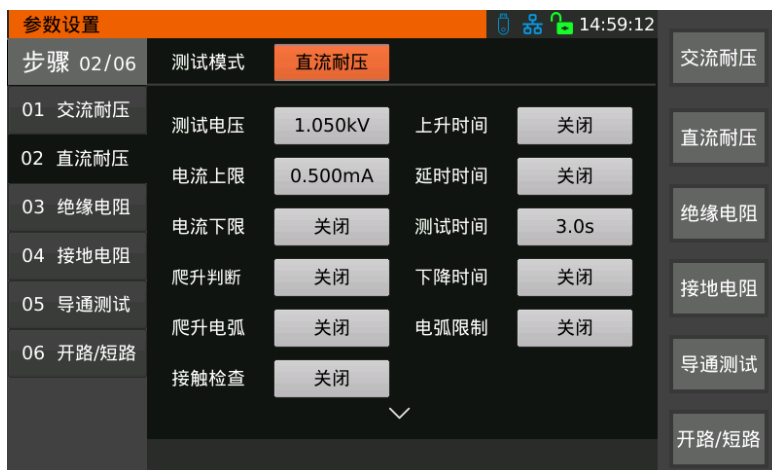 参数设置 14:59:12
步骤 02/06
01 交流耐压
02 直流耐压
03 绝缘电阻
04 接地电阻
05 导通测试
06 开路/短路
测试模式 直流耐压
测试电压 1.050kV 上升时间 关闭
电流上限 0.500mA 延时时间 关闭
电流下限 关闭 测试时间 3.0s
爬升判断 关闭 下降时间 关闭
爬升电弧 关闭 电弧限制 关闭
接触检查 关闭
交流耐压
直流耐压
绝缘电阻
接地电阻
导通测试
开路/短路